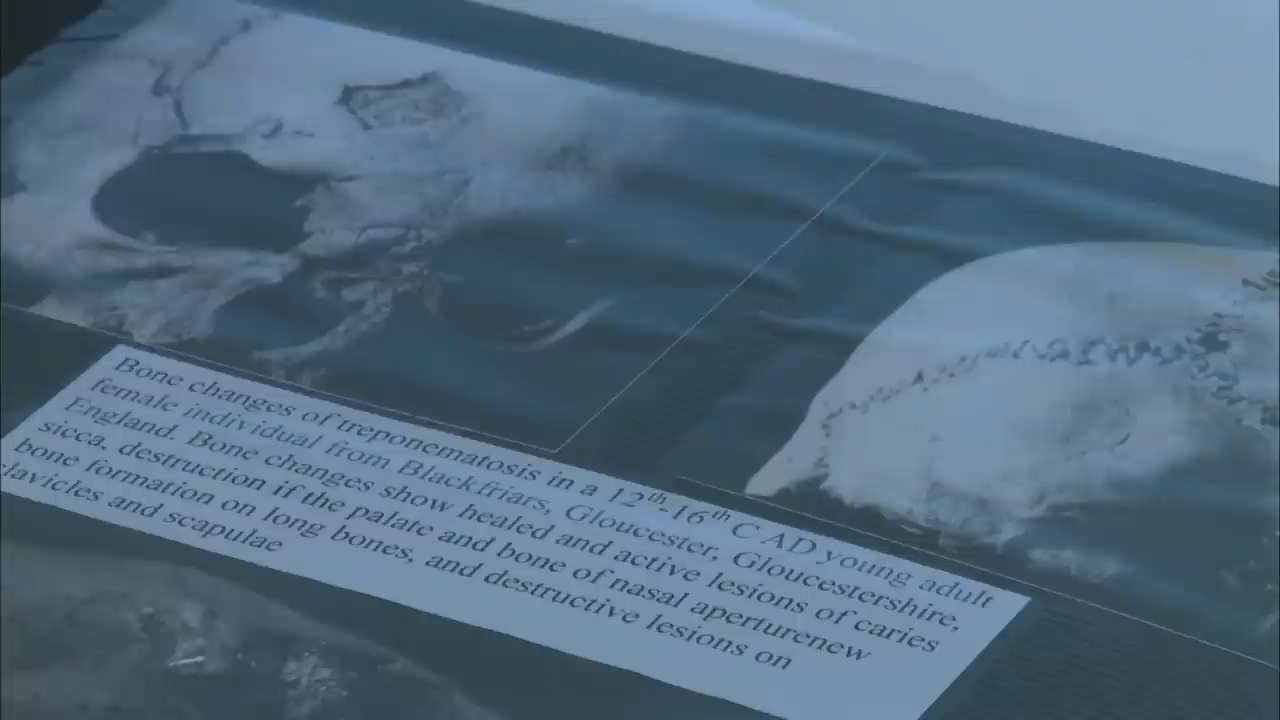 Bone changes of treponematosis in a 12th-16th C AD young adult
female individual from Blackfriars, Gloucester, Gloucestershire,
England. Bone changes show healed and active lesions of caries
sicca, destruction if the palate and bone of nasal aperturenew
bone formation on long bones, and destructive lesions on
clavicles and scapulae